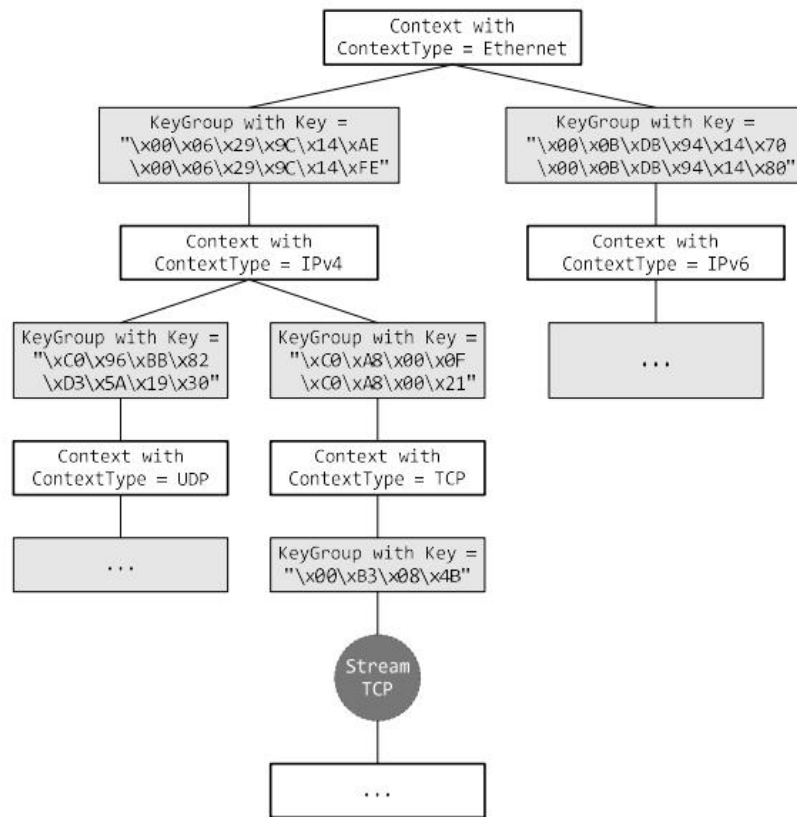 Context with
ContextType = Ethernet
KeyGroup with Key =
"\x00\x06\x29\x9C\x14\xAE
\x00\x06\x29\x9C\x14\xFE"
KeyGroup with Key =
"\x00\x0B\xDB\x94\x14\x70
\x00\x0B\xDB\x94\x14\x80"
Context with
ContextType = IPv4
Context with
ContextType = IPv6
KeyGroup with Key =
"\xC0\x96\xBB\x82
\xD3\x5A\x19\x30"
KeyGroup with Key =
"\xC0\xA8\x00\x0F
\xC0\xA8\x00\x21"
...
Context with
ContextType = UDP
Context with
ContextType = TCP
...
KeyGroup with Key =
"\x00\xB3\x08\x4B"
Stream
TCP
...